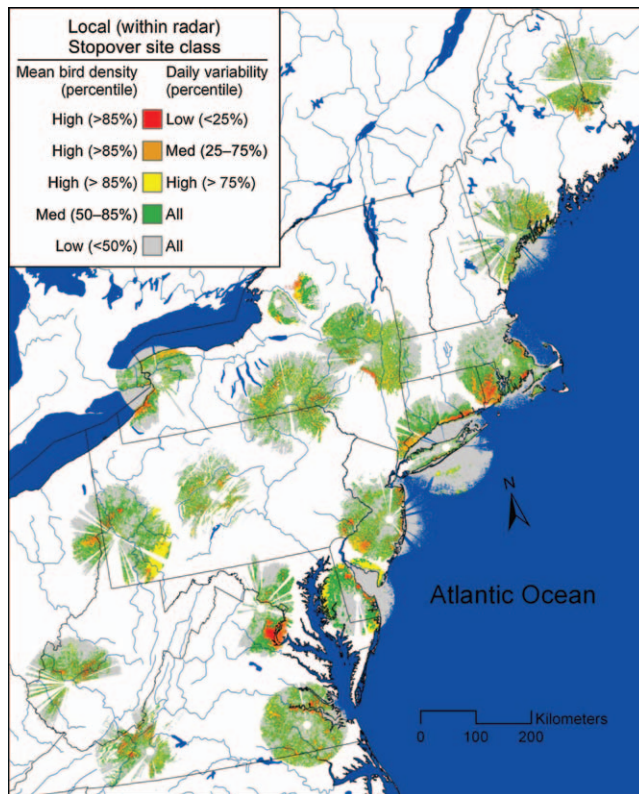 Local (within radar)
Stopover site class
Mean bird density Daily variability
(percentile) (percentile)
High (>85%) Low (<25%)
High (>85%) Med (25–75%)
High (> 85%) High (> 75%)
Med (50–85%) All
Low (<50%) All
N
Atlantic Ocean
Kilometers
0 100 200